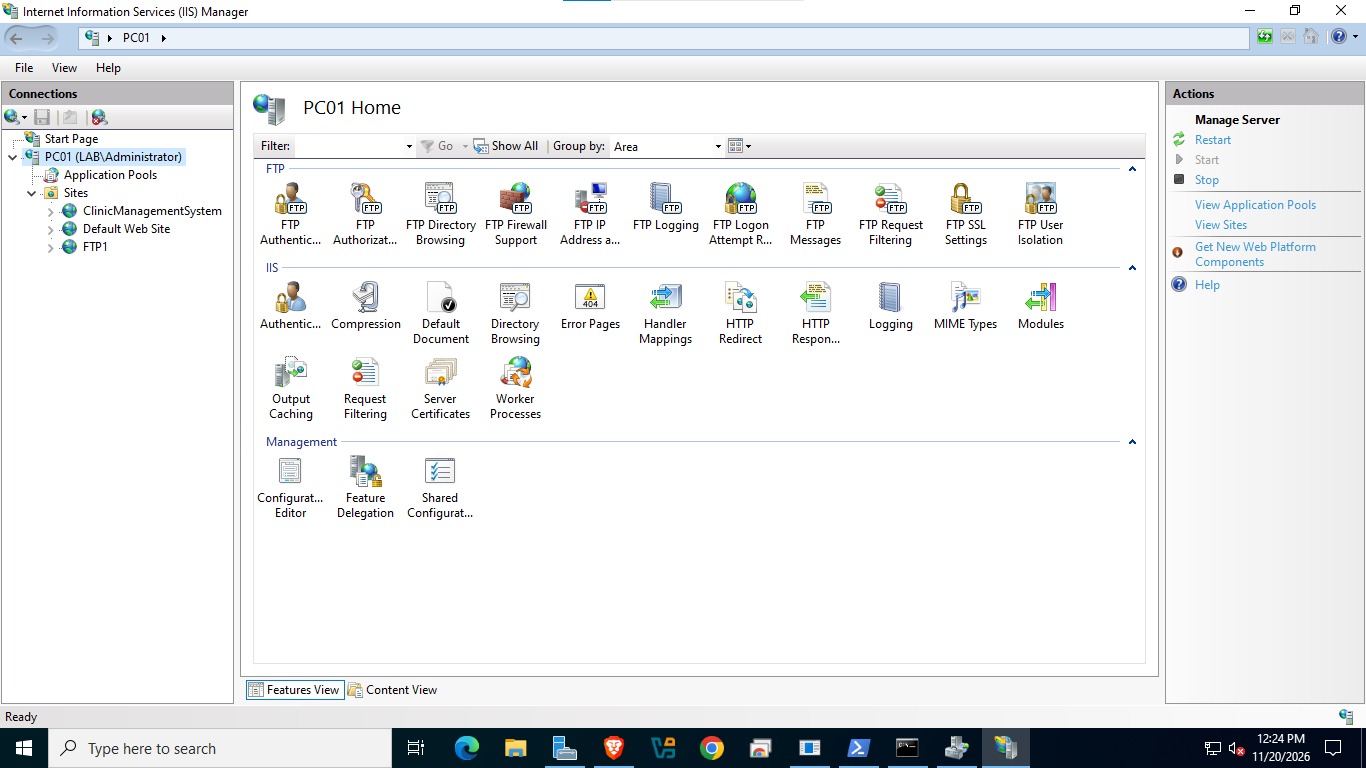 Internet Information Services (IIS) Manager
PC01
File View Help
Connections
Start Page
PC01 (LAB\Administrator)
Application Pools
Sites
ClinicManagementSystem
Default Web Site
FTP1
PC01 Home
Filter: Go Show All Group by: Area
FTP
FTP Authentic...
FTP Authorizat...
FTP Directory Browsing
FTP Firewall Support
FTP IP Address a...
FTP Logging
FTP Logon Attempt R...
FTP Messages
FTP Request Filtering
FTP SSL Settings
FTP User Isolation
IIS
Authentic...
Compression
Default Document
Directory Browsing
404
Error Pages
Handler Mappings
HTTP Redirect
HTTP Respon...
Logging
MIME Types
Modules
Output Caching
Request Filtering
Server Certificates
Worker Processes
Management
Configurat... Editor
Feature Delegation
Shared Configurat...
Features View Content View
Actions
Manage Server
Restart
Start
Stop
View Application Pools
View Sites
Get New Web Platform
Components
Help
Ready
Type here to search
12:24 PM
11/20/2026